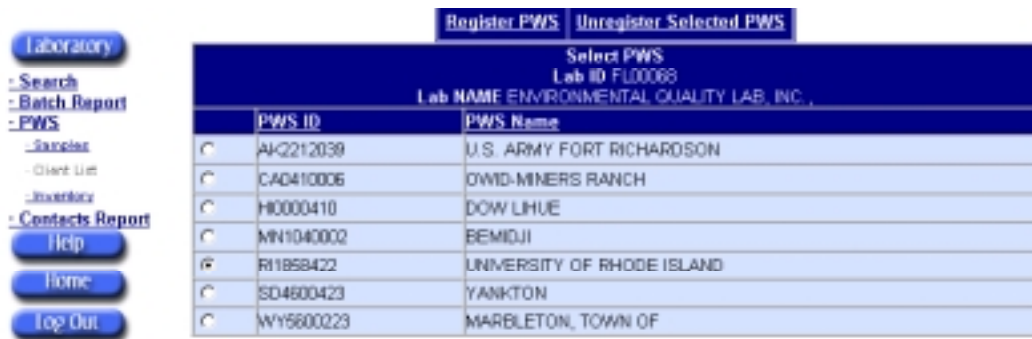 Register PWS Unregister Selected PWS
Laboratory
- Search
- Batch Report
- PWS
- Samples
- Client List
- Inventory
- Contacts Report
Help
Home
Log Out
Select PWS
Lab ID FL00068
Lab NAME ENVIRONMENTAL QUALITY LAB, INC. ,
PWS ID PWS Name
AK2212039 U.S. ARMY FORT RICHARDSON
CA0410006 OWID-MINERS RANCH
HI0000410 DOW LIHUE
MN1040002 BEMIDJI
RI1858422 UNIVERSITY OF RHODE ISLAND
SD4600423 YANKTON
WY5600223 MARBLETON, TOWN OF